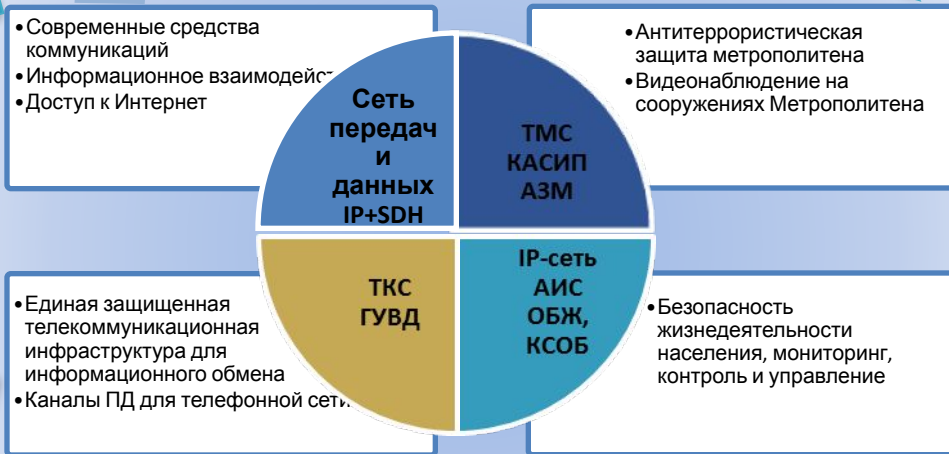 •Современные средства
коммуникаций
•Информационное взаимодейс
•Доступ к Интернет
•Антитеррористическая
защита метрополитена
•Видеонаблюдение на
сооружениях Метрополитена
Сеть
передач
и
данных
IP+SDH
ТМС
КАСИП
АЗМ
ТКС
ГУВД
IP-сеть
АИС
ОБЖ,
КСОБ
•Единая защищенная
телекоммуникационная
инфраструктура для
информационного обмена
•Каналы ПД для телефонной сети
•Безопасность
жизнедеятельности
населения, мониторинг,
контроль и управление